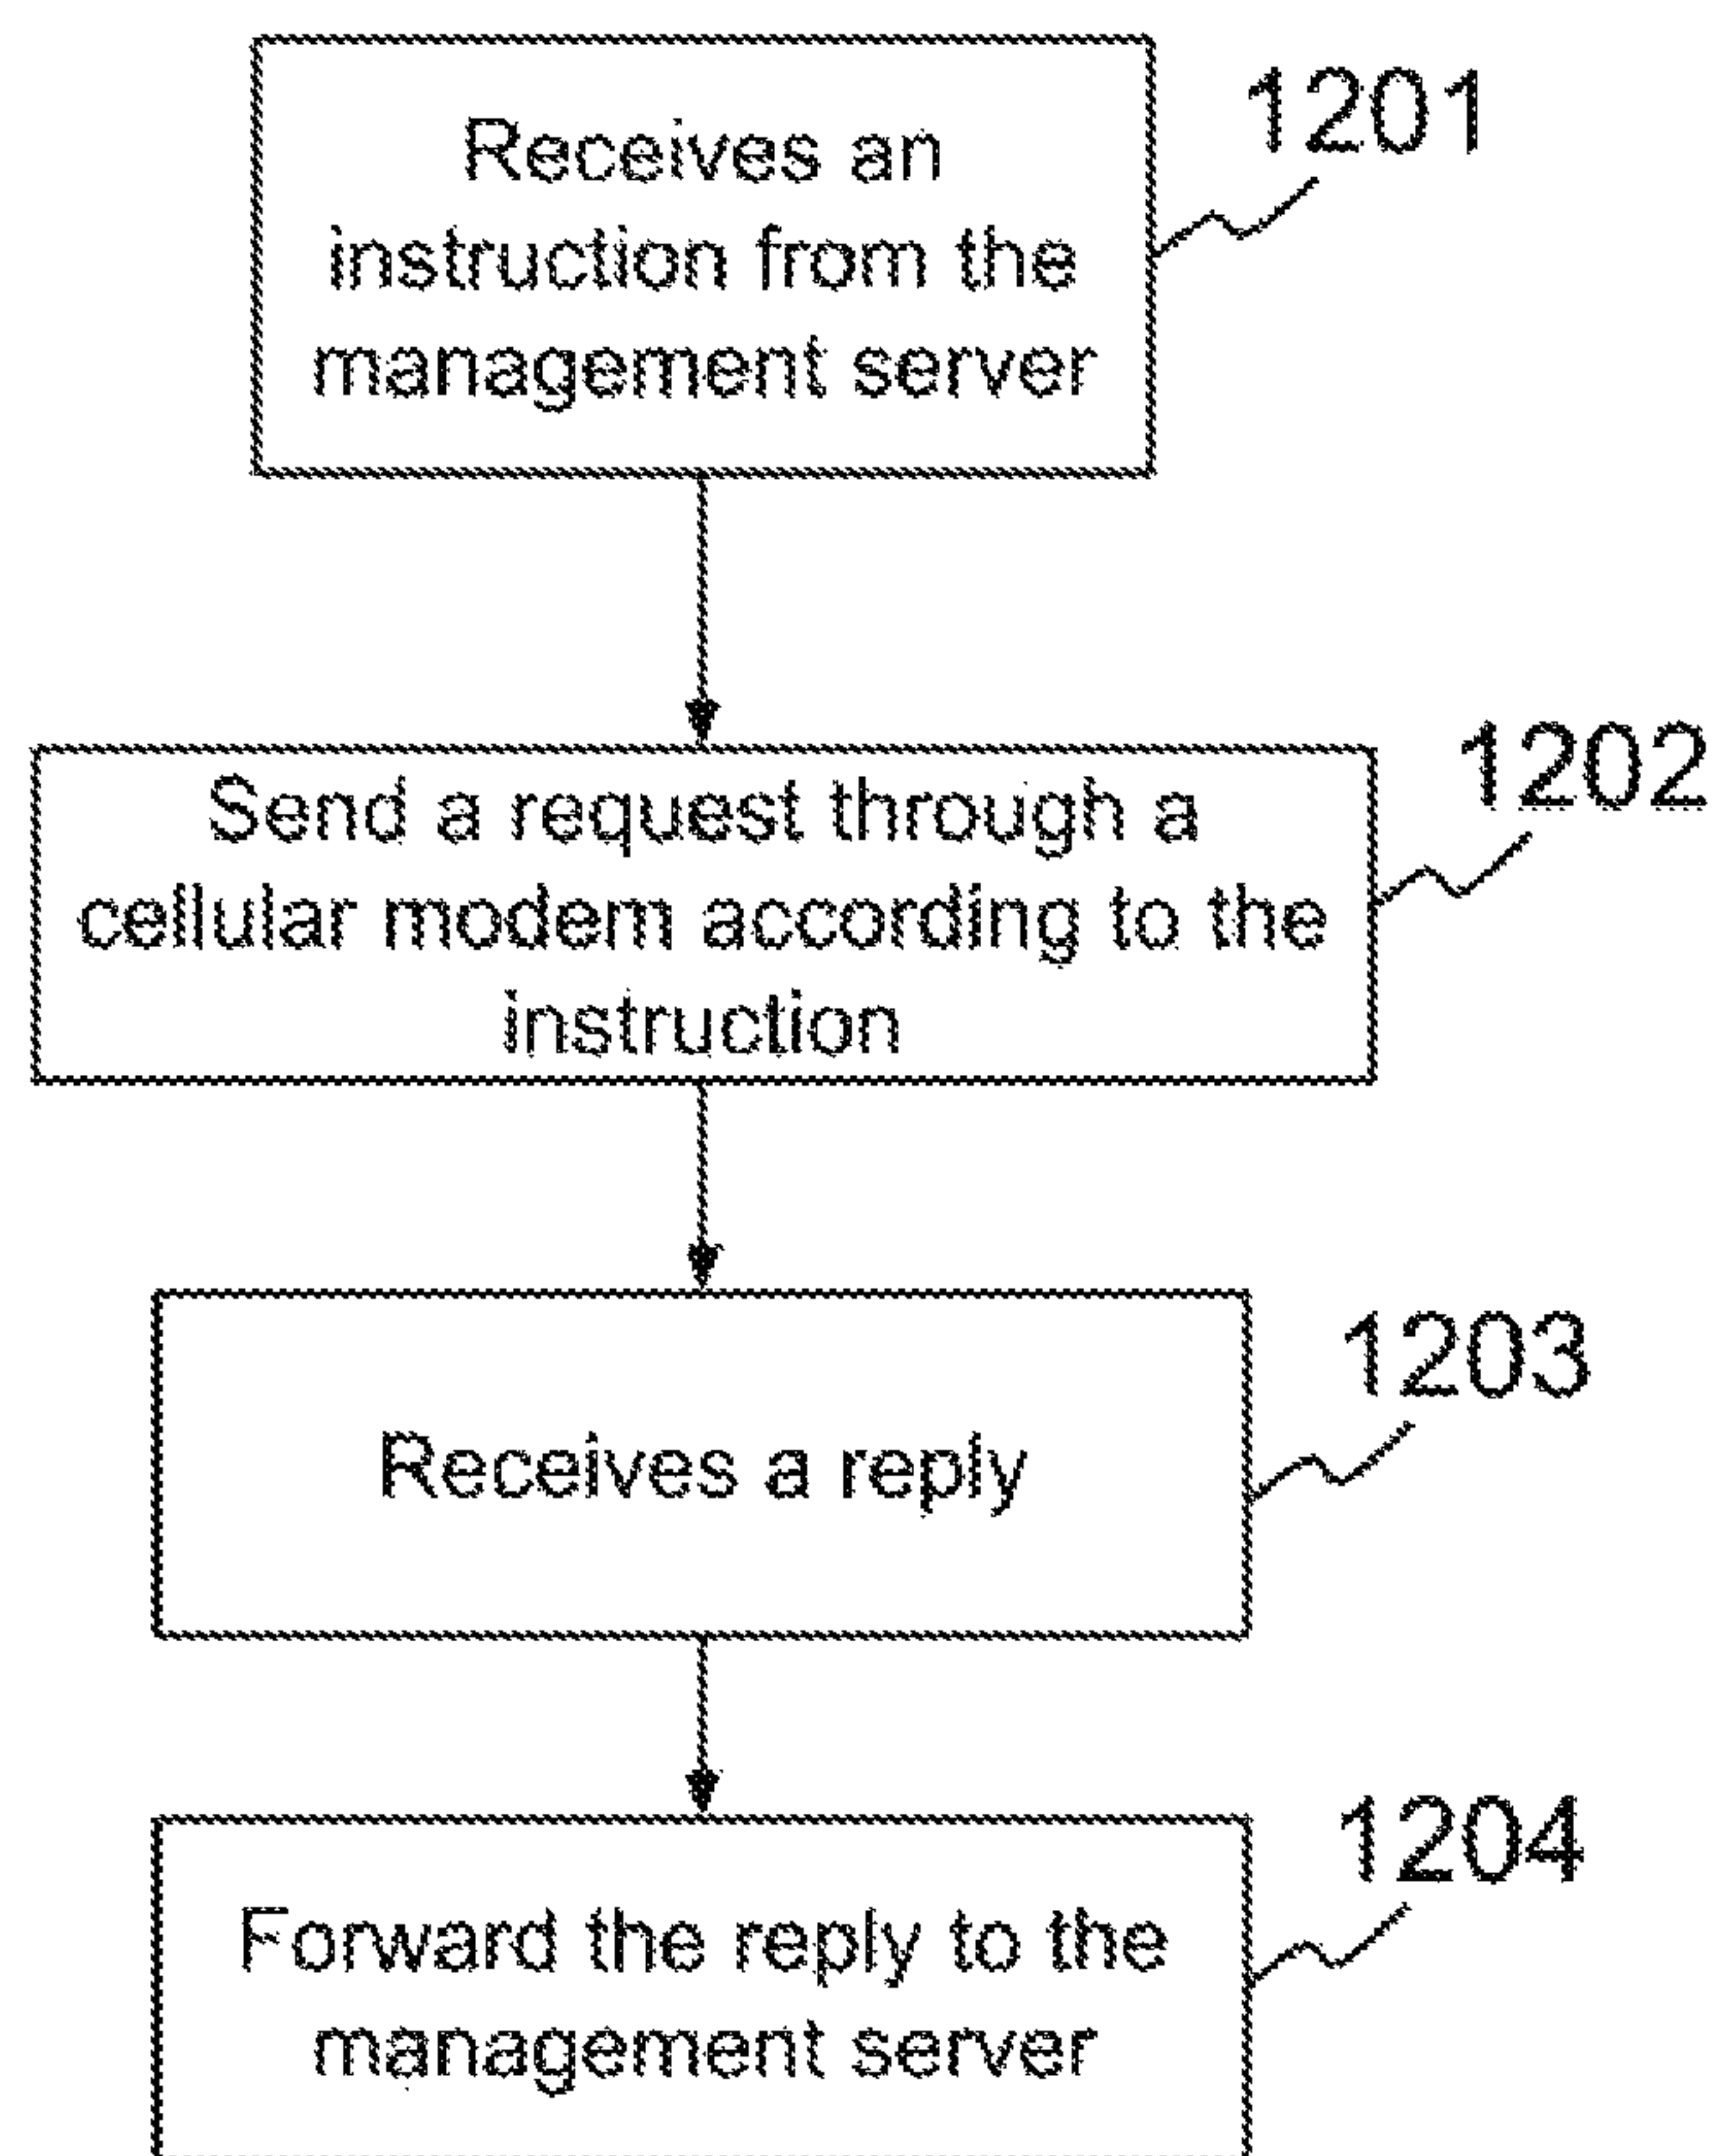 Receives an
instruction from the
management server
1201
Send a request through a
cellular modem according to the
instruction
1202
Receives a reply
1203
Forward the reply to the
management server
1204